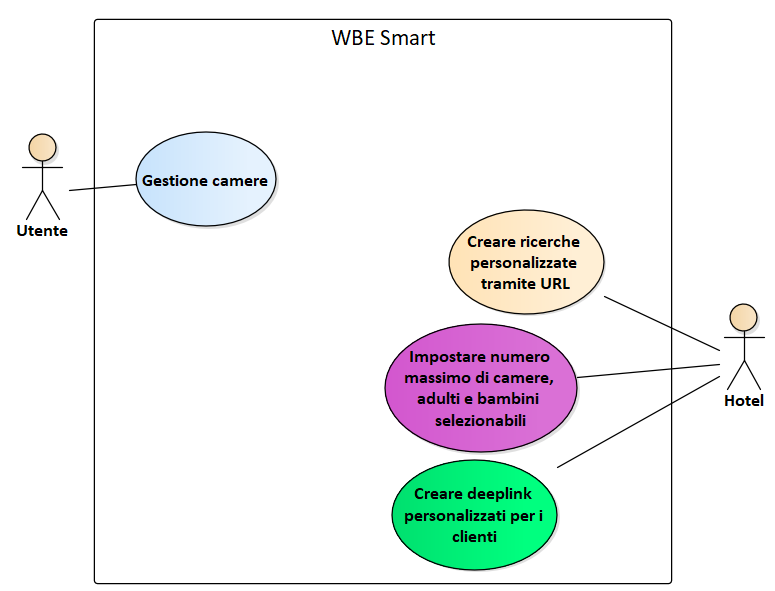 WBE Smart
Utente
Gestione camere
Creare ricerche
personalizzate
tramite URL
Impostare numero
massimo di camere,
adulti e bambini
selezionabili
Hotel
Creare deeplink
personalizzati per i
clienti